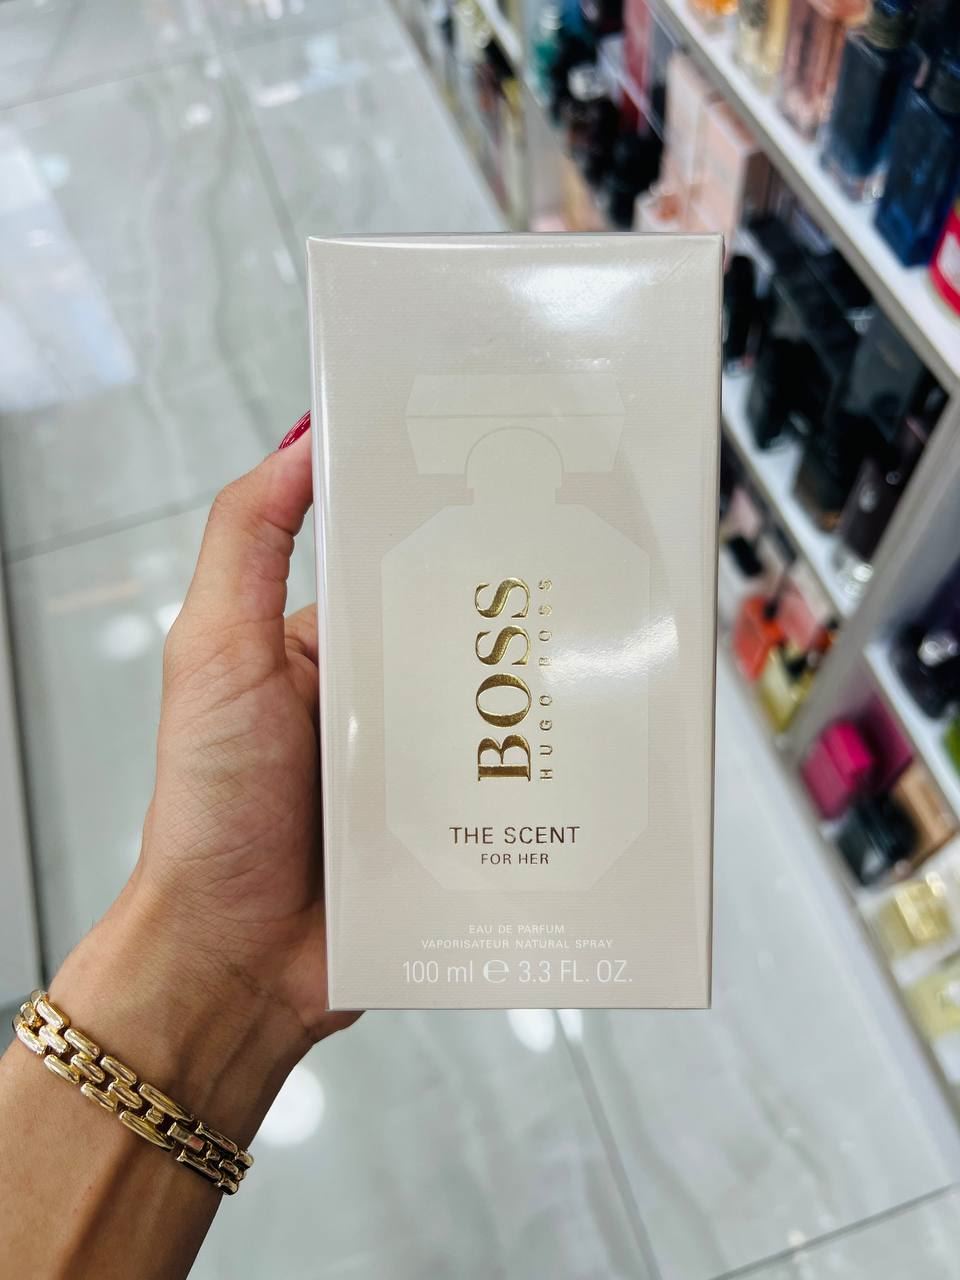 BOSS
HUGO BOSS
THE SCENT
FOR HER
EAU DE PARFUM
VAPORISATEUR NATURAL SPRAY
100 ml ℮ 3.3 FL. OZ.